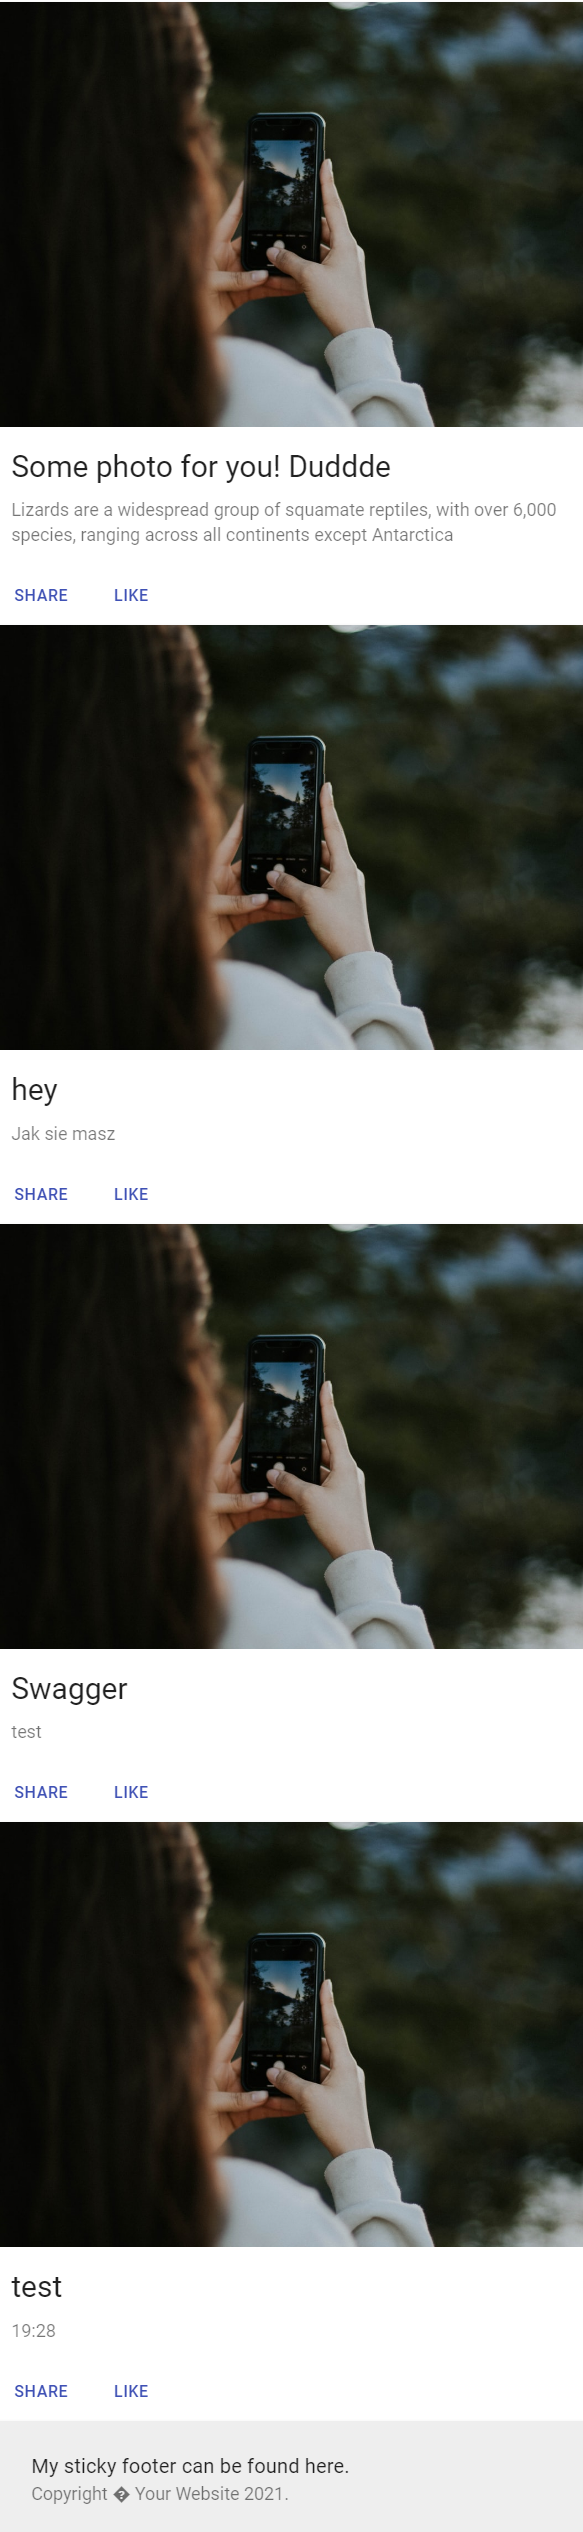 Some photo for you! Duddde
Lizards are a widespread group of squamate reptiles, with over 6,000
species, ranging across all continents except Antarctica
SHARE LIKE
hey
Jak sie masz
SHARE LIKE
Swagger
test
SHARE LIKE
test
19:28
SHARE LIKE
My sticky footer can be found here.
Copyright � Your Website 2021.